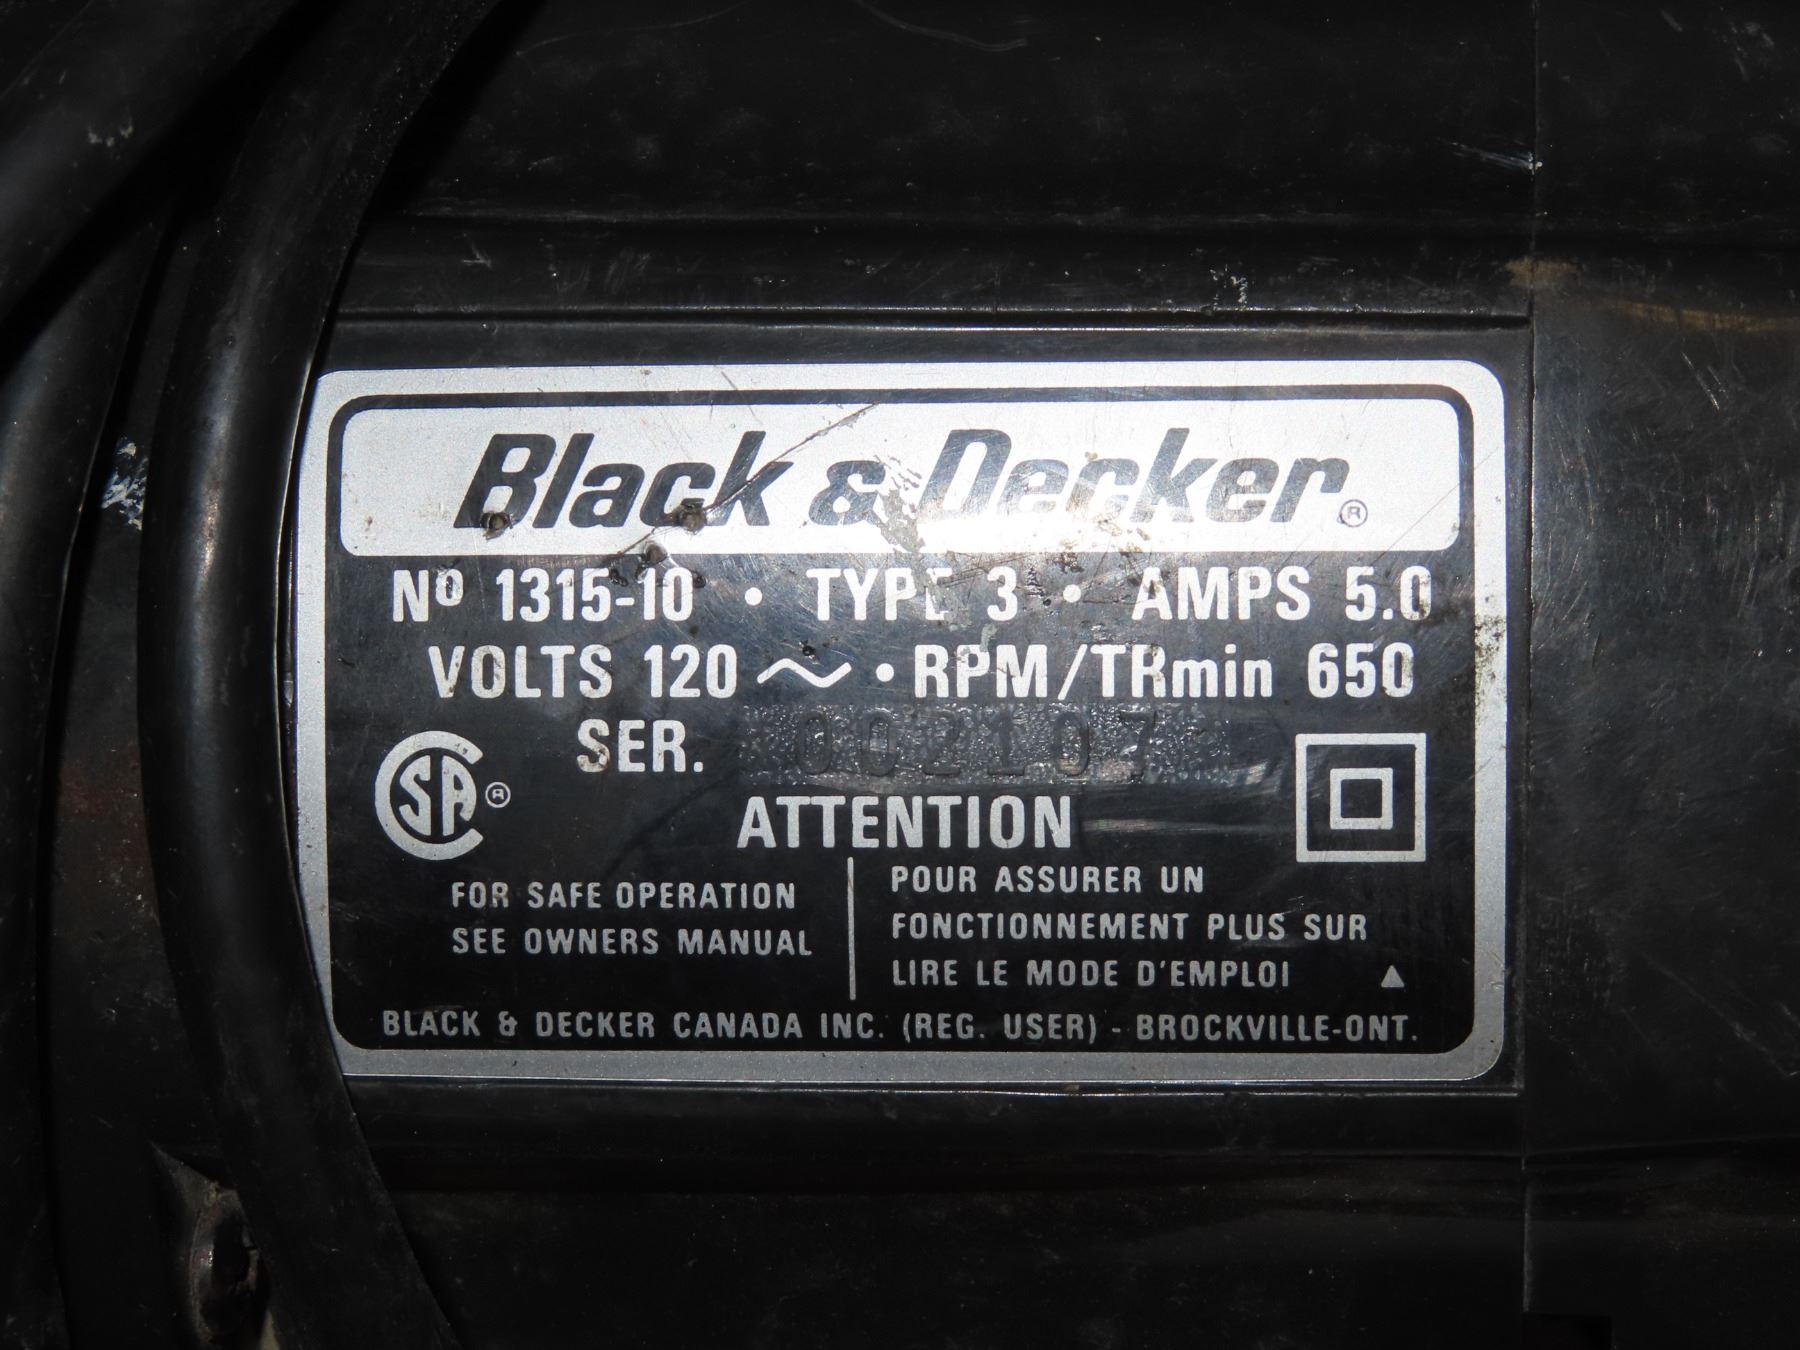 Black & Decker ®
Nº 1315-10 • TYPE 3 • AMPS 5.0
VOLTS 120 ~ • RPM/TRmin 650
SER. 002107
CSA ®
ATTENTION
FOR SAFE OPERATION
SEE OWNERS MANUAL
POUR ASSURER UN
FONCTIONNEMENT PLUS SUR
LIRE LE MODE D'EMPLOI
BLACK & DECKER CANADA INC. (REG. USER) - BROCKVILLE-ONT.